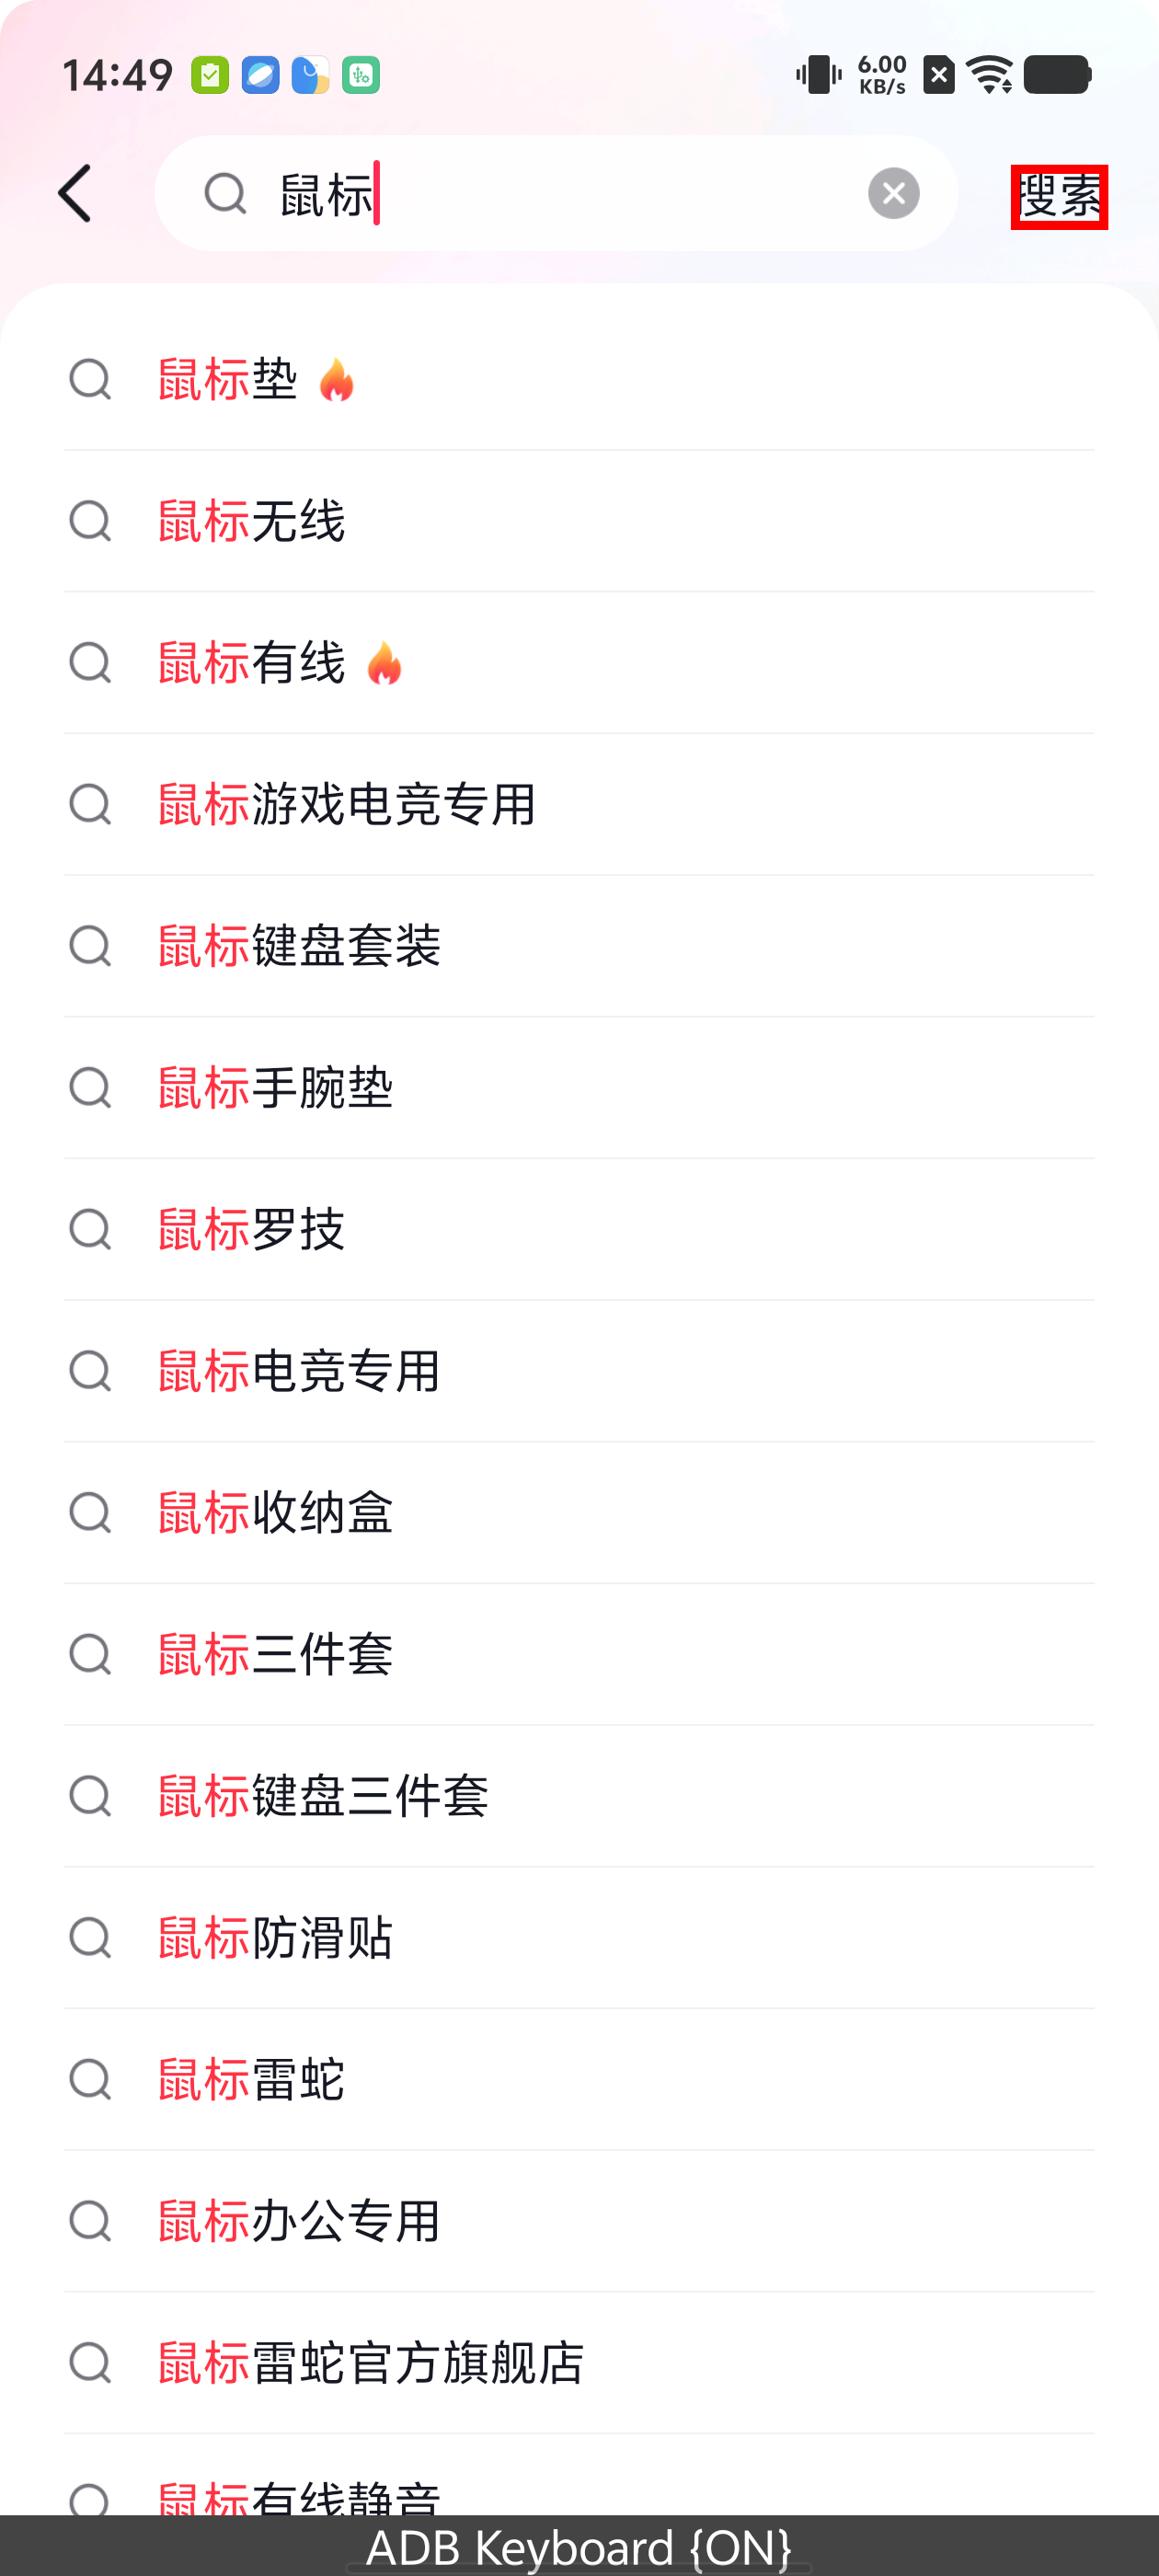 14:49
6.00
KB/s
鼠标
搜索
鼠标垫
鼠标无线
鼠标有线
鼠标游戏电竞专用
鼠标键盘套装
鼠标手腕垫
鼠标罗技
鼠标电竞专用
鼠标收纳盒
鼠标三件套
鼠标键盘三件套
鼠标防滑贴
鼠标雷蛇
鼠标办公专用
鼠标雷蛇官方旗舰店
鼠标有线静音
ADB Keyboard {ON}